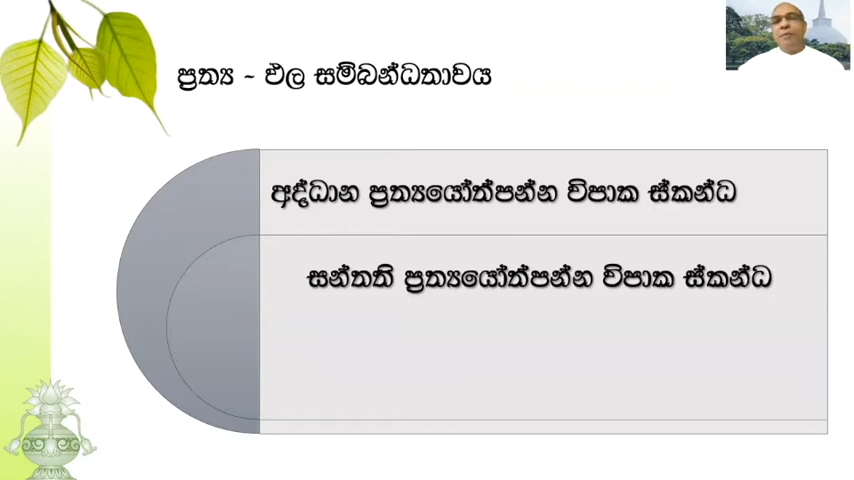 ප්‍රත්‍ය ~ ඵල සම්බන්ධතාවය
අද්ධාන ප්‍රත්‍යයෝත්පන්න විපාක ස්කන්ධ
සන්තති ප්‍රත්‍යයෝත්පන්න විපාක ස්කන්ධ